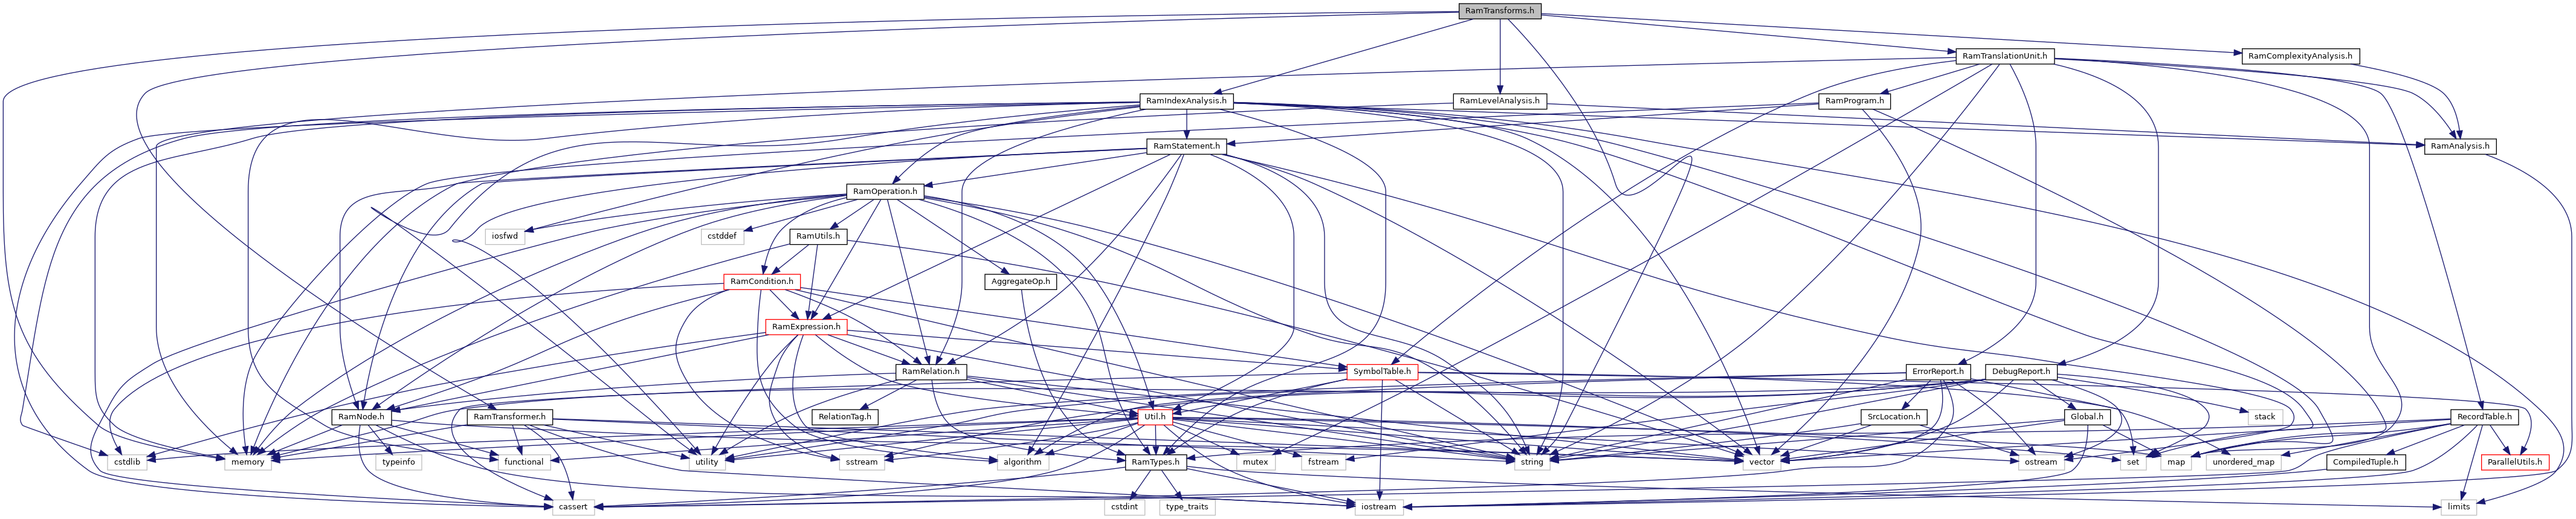 RamTransforms.h
RamTranslationUnit.h
RamComplexityAnalysis.h
RamIndexAnalysis.h
RamLevelAnalysis.h
RamProgram.h
RamStatement.h
RamAnalysis.h
RamOperation.h
iosfwd
cstddef
RamUtils.h
RamCondition.h
AggregateOp.h
RamExpression.h
RamRelation.h
SymbolTable.h
ErrorReport.h
DebugReport.h
RamNode.h
RamTransformer.h
RelationTag.h
Util.h
SrcLocation.h
Global.h
stack
RecordTable.h
cstdlib
memory
typeinfo
functional
utility
sstream
algorithm
RamTypes.h
mutex
fstream
string
vector
ostream
set
map
unordered_map
CompiledTuple.h
ParallelUtils.h
cassert
cstdint
type_traits
iostream
limits